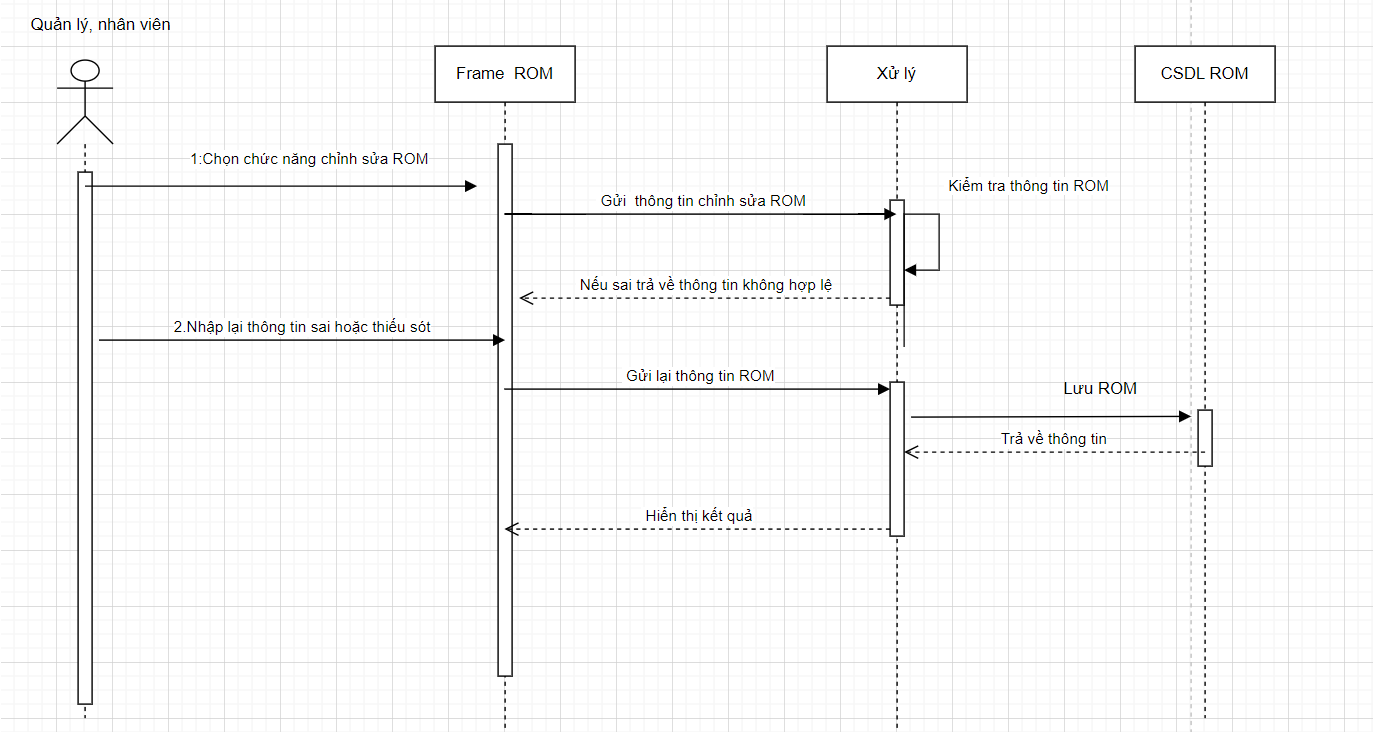 Quản lý, nhân viên
Frame  ROM
Xử lý
CSDL ROM
1:Chọn chức năng chỉnh sửa ROM
Kiểm tra thông tin ROM
Gửi  thông tin chỉnh sửa ROM
Nếu sai trả về thông tin không hợp lệ
2.Nhập lại thông tin sai hoặc thiếu sót
Gửi lại thông tin ROM
Lưu ROM
Trả về thông tin
Hiển thị kết quả